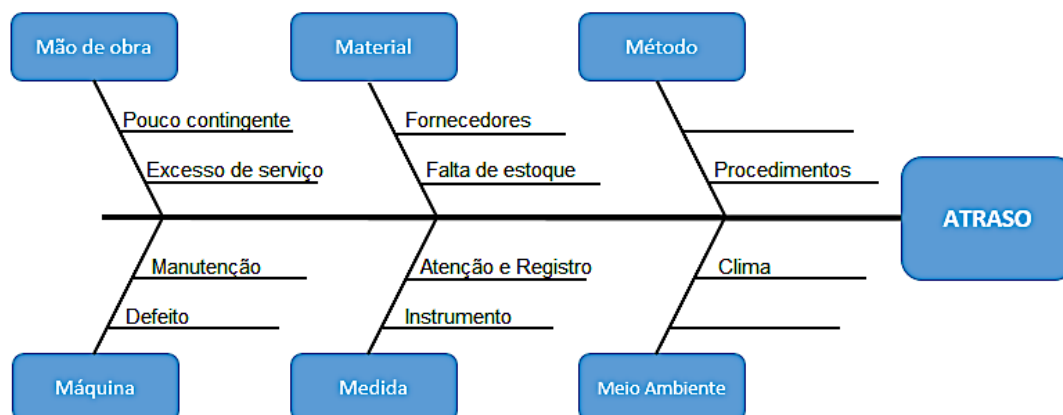 Mão de obra
Material
Método
Pouco contingente
Fornecedores
Excesso de serviço
Falta de estoque
Procedimentos
ATRASO
Manutenção
Atenção e Registro
Clima
Defeito
Instrumento
Máquina
Medida
Meio Ambiente